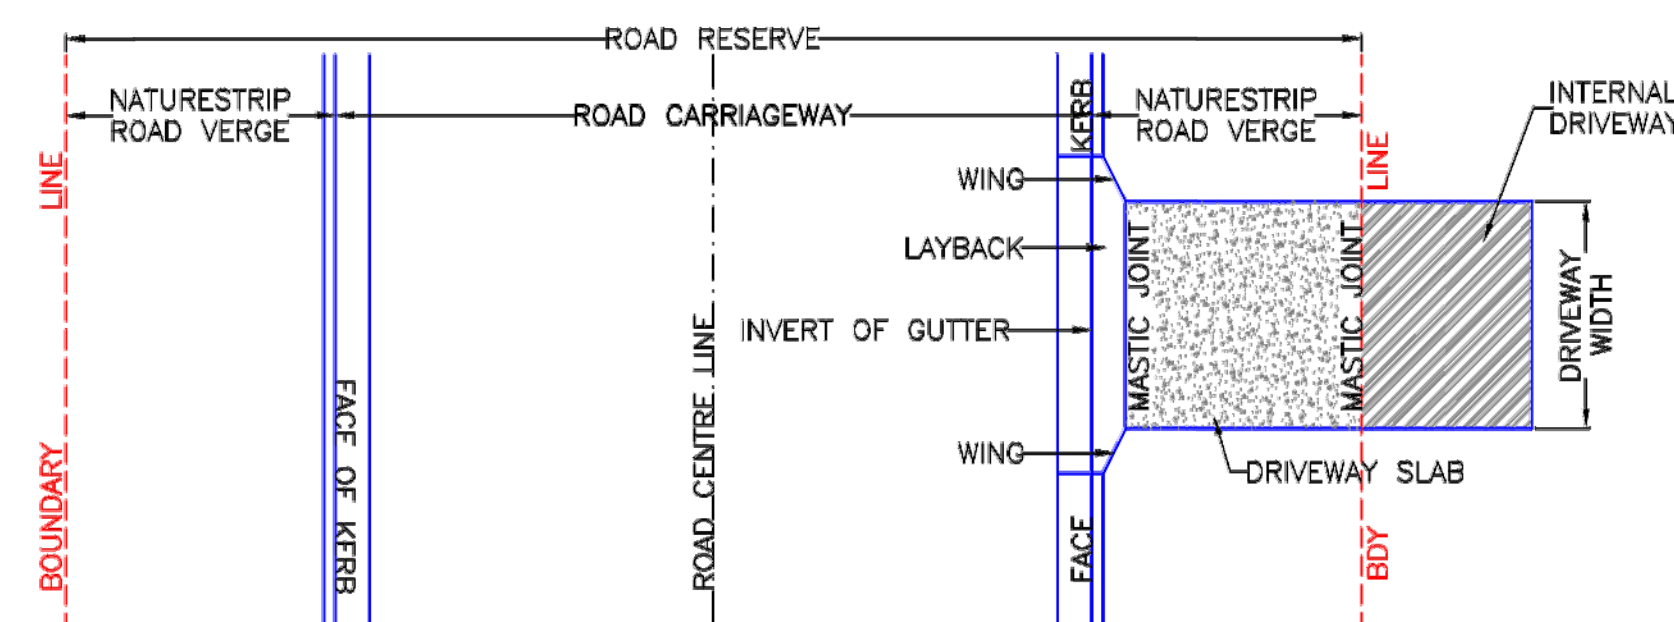 ROAD RESERVE
NATURESTRIP
ROAD VERGE
ROAD CARRIAGEWAY
KERB
NATURESTRIP
ROAD VERGE
INTERNAL
DRIVEWAY
BOUNDARY LINE
WING
LAYBACK
INVERT OF GUTTER
WING
FACE OF KERB
ROAD CENTRE LINE
FACE
MASTIC JOINT
MASTIC JOINT
BDY LINE
DRIVEWAY
WIDTH
DRIVEWAY SLAB